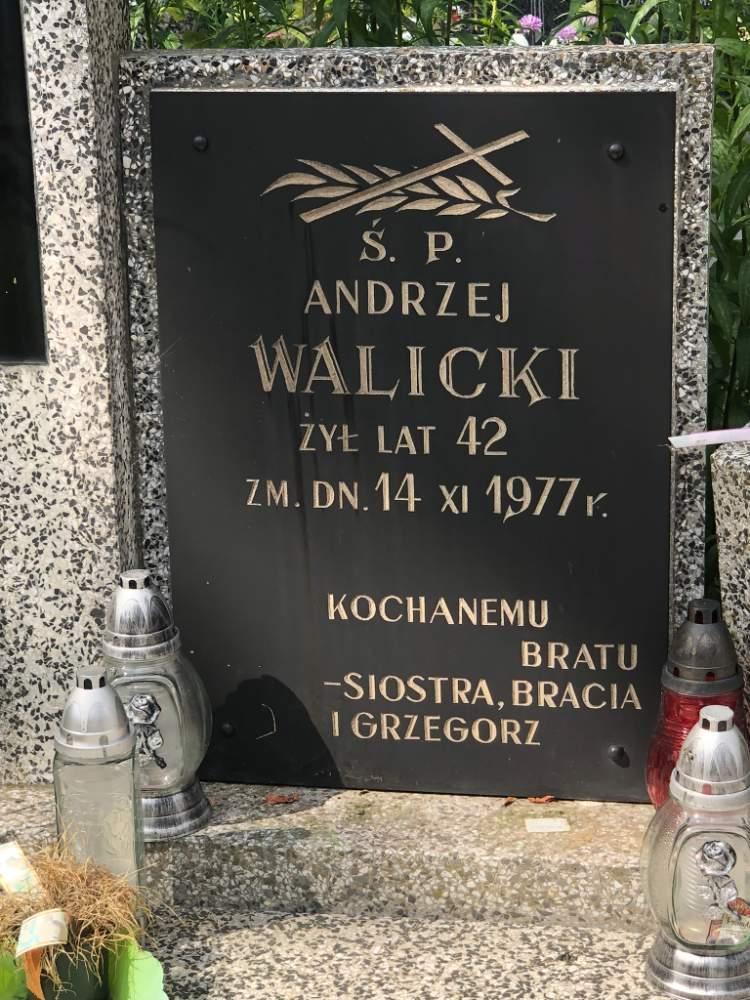 Ś. P.
ANDRZEJ
WALICKI
ŻYŁ LAT 42
ZM. DN. 14 XI 1977 r.
KOCHANEMU
BRATU
-SIOSTRA, BRACIA
I GRZEGORZ